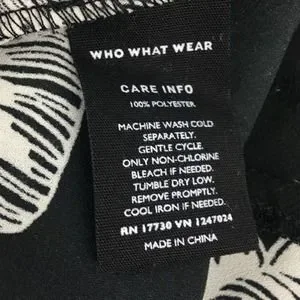 WHO WHAT WEAR
CARE INFO
100% POLYESTER
MACHINE WASH COLD
SEPARATELY.
GENTLE CYCLE.
ONLY NON-CHLORINE
BLEACH IF NEEDED.
TUMBLE DRY LOW.
REMOVE PROMPTLY.
COOL IRON IF NEEDED.
RN 17730 VN 1247024
MADE IN CHINA